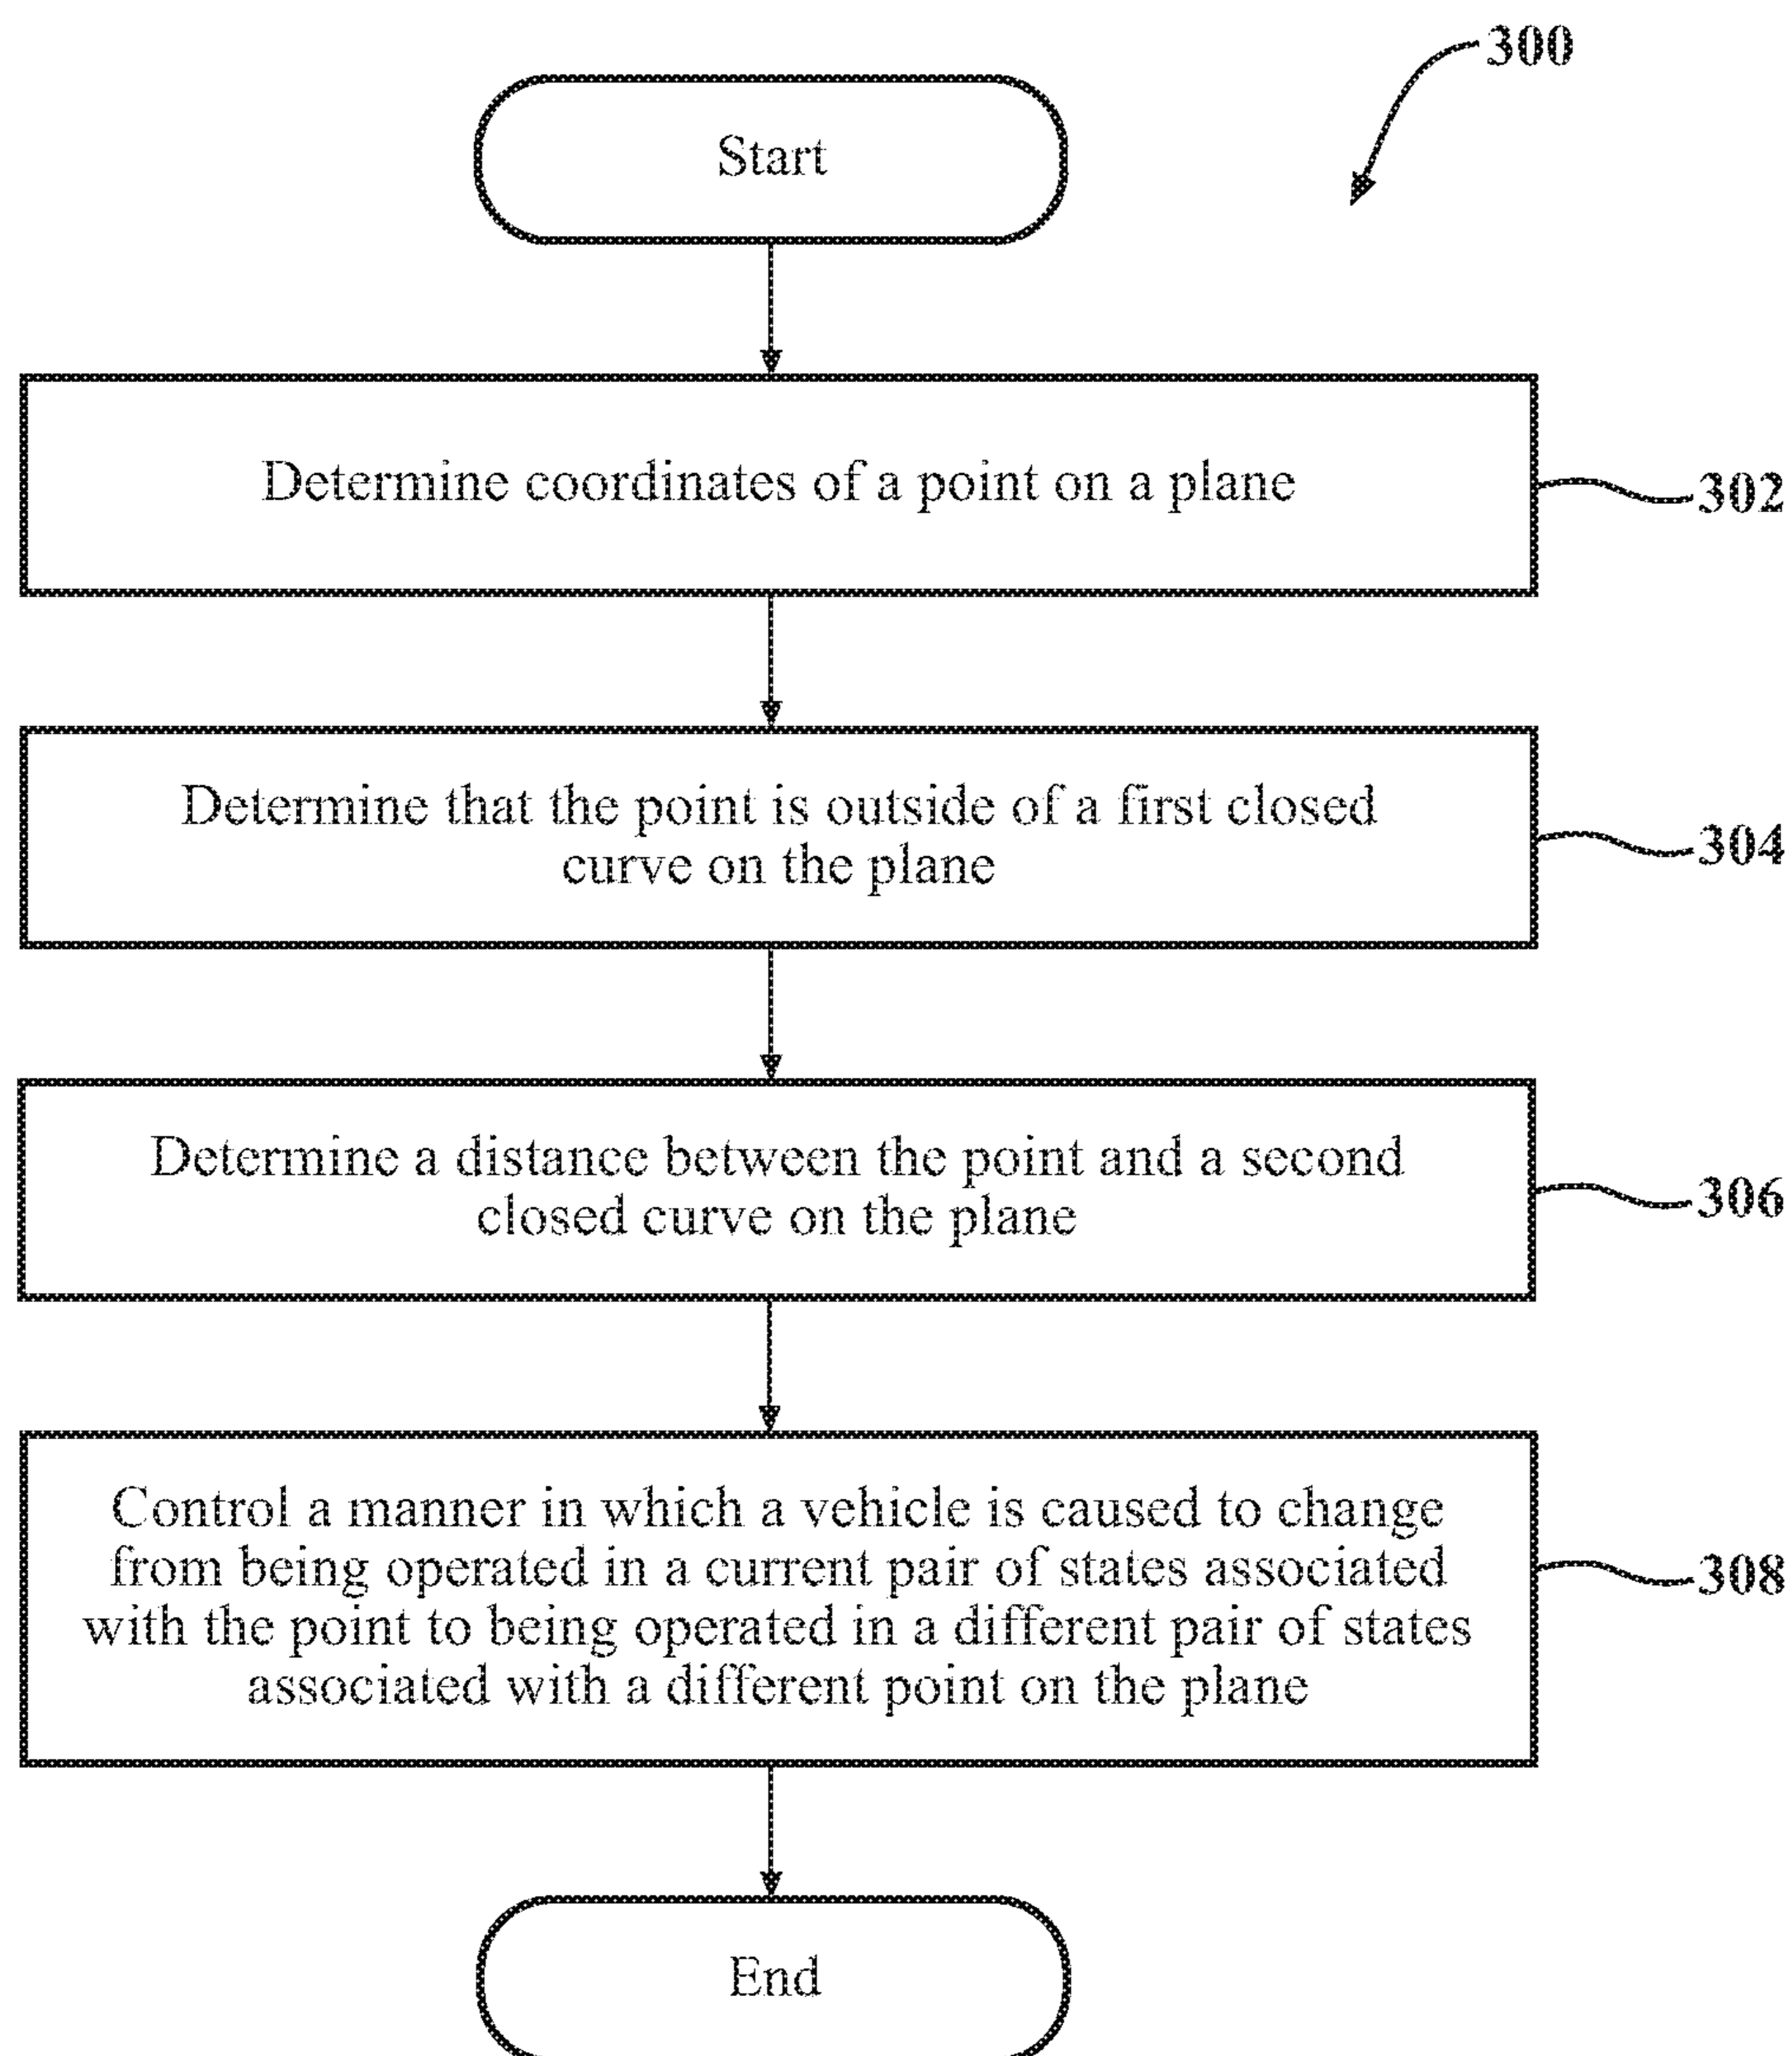 300
Start
Determine coordinates of a point on a plane
302
Determine that the point is outside of a first closed
curve on the plane
304
Determine a distance between the point and a second
closed curve on the plane
306
Control a manner in which a vehicle is caused to change
from being operated in a current pair of states associated
with the point to being operated in a different pair of states
associated with a different point on the plane
308
End